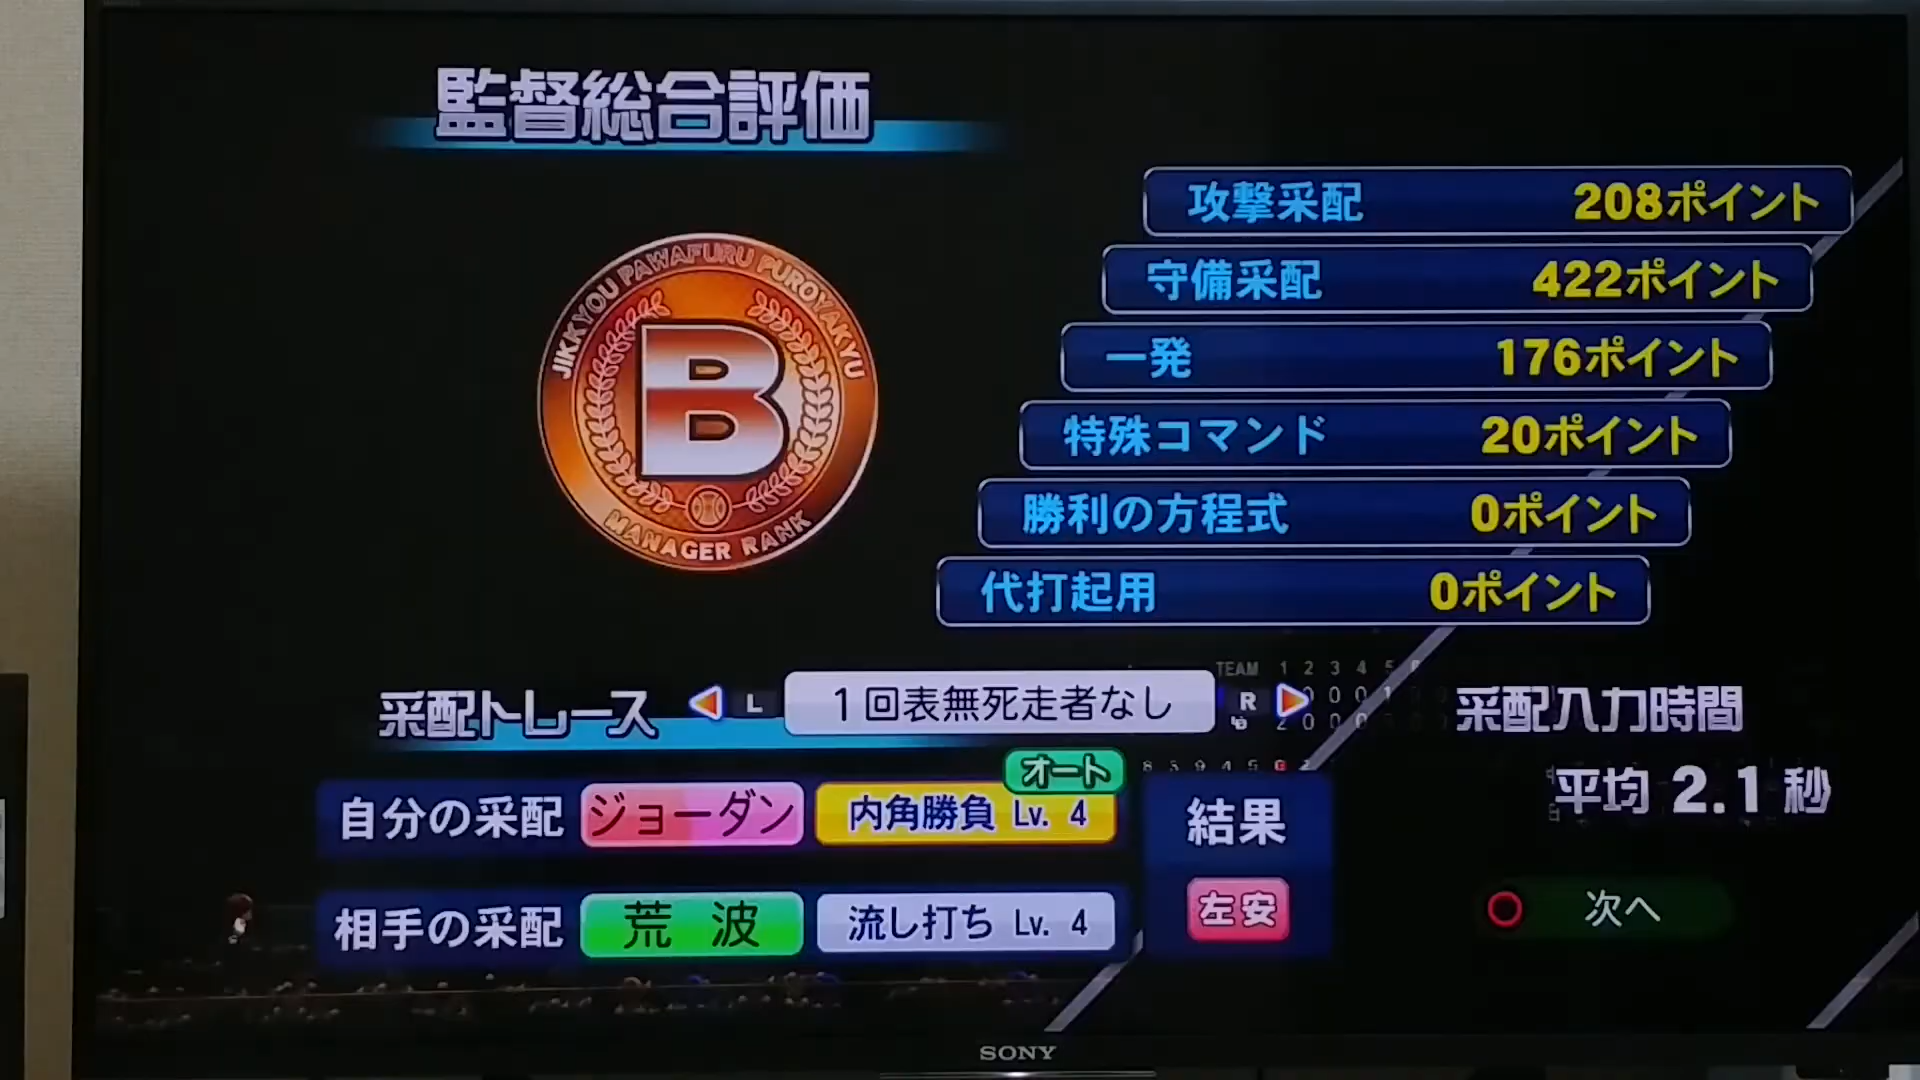 監督総合評価
攻撃采配 208ポイント
守備采配 422ポイント
一発 176ポイント
特殊コマンド 20ポイント
勝利の方程式 0ポイント
代打起用 0ポイント
JIKKYOU PAWAFURU PUROYAKYU
B
MANAGER RANK
TEAM 1 2 3 4 5
采配トレース L 1回表無死走者なし R
采配入力時間
平均 2.1 秒
オート
自分の采配 ジョーダン 内角勝負 Lv. 4
結果
相手の采配 荒波 流し打ち Lv. 4
左安
次へ
SONY